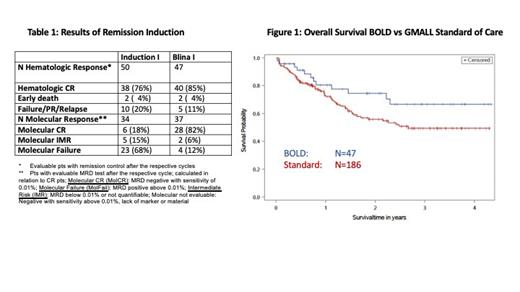 Table 1: Results of Remission Induction
Induction I Blina I
N Hematologic Response* 50 47
Hematologic CR 38 (76%) 40 (85%)
Early death 2 ( 4%) 2 ( 4%)
Failure/PR/Relapse 10 (20%) 5 (11%)
N Molecular Response** 34 37
Molecular CR 6 (18%) 28 (82%)
Molecular IMR 5 (15%) 2 (6%)
Molecular Failure 23 (68%) 4 (12%)
* Evaluable pts with remission control after the respective cycles
** Pts with evaluable MRD test after the respective cycle; calculated in
relation to CR pts; Molecular CR (MolCR): MRD negative with sensitivity of
0.01%; Molecular Failure (MolFail): MRD positive above 0.01%; Intermediate
Risk (IMR): MRD below 0.01% or not quantifiable; Molecular not evaluable:
Negative with sensitivity above 0.01%, lack of marker or material
Figure 1: Overall Survival BOLD vs GMALL Standard of Care
+ Censored
1.0
0.8
0.6
0.4
0.2
0.0
Survival Probability
BOLD: N=47
Standard: N=186
0 1 2 3 4
Survivaltime in years